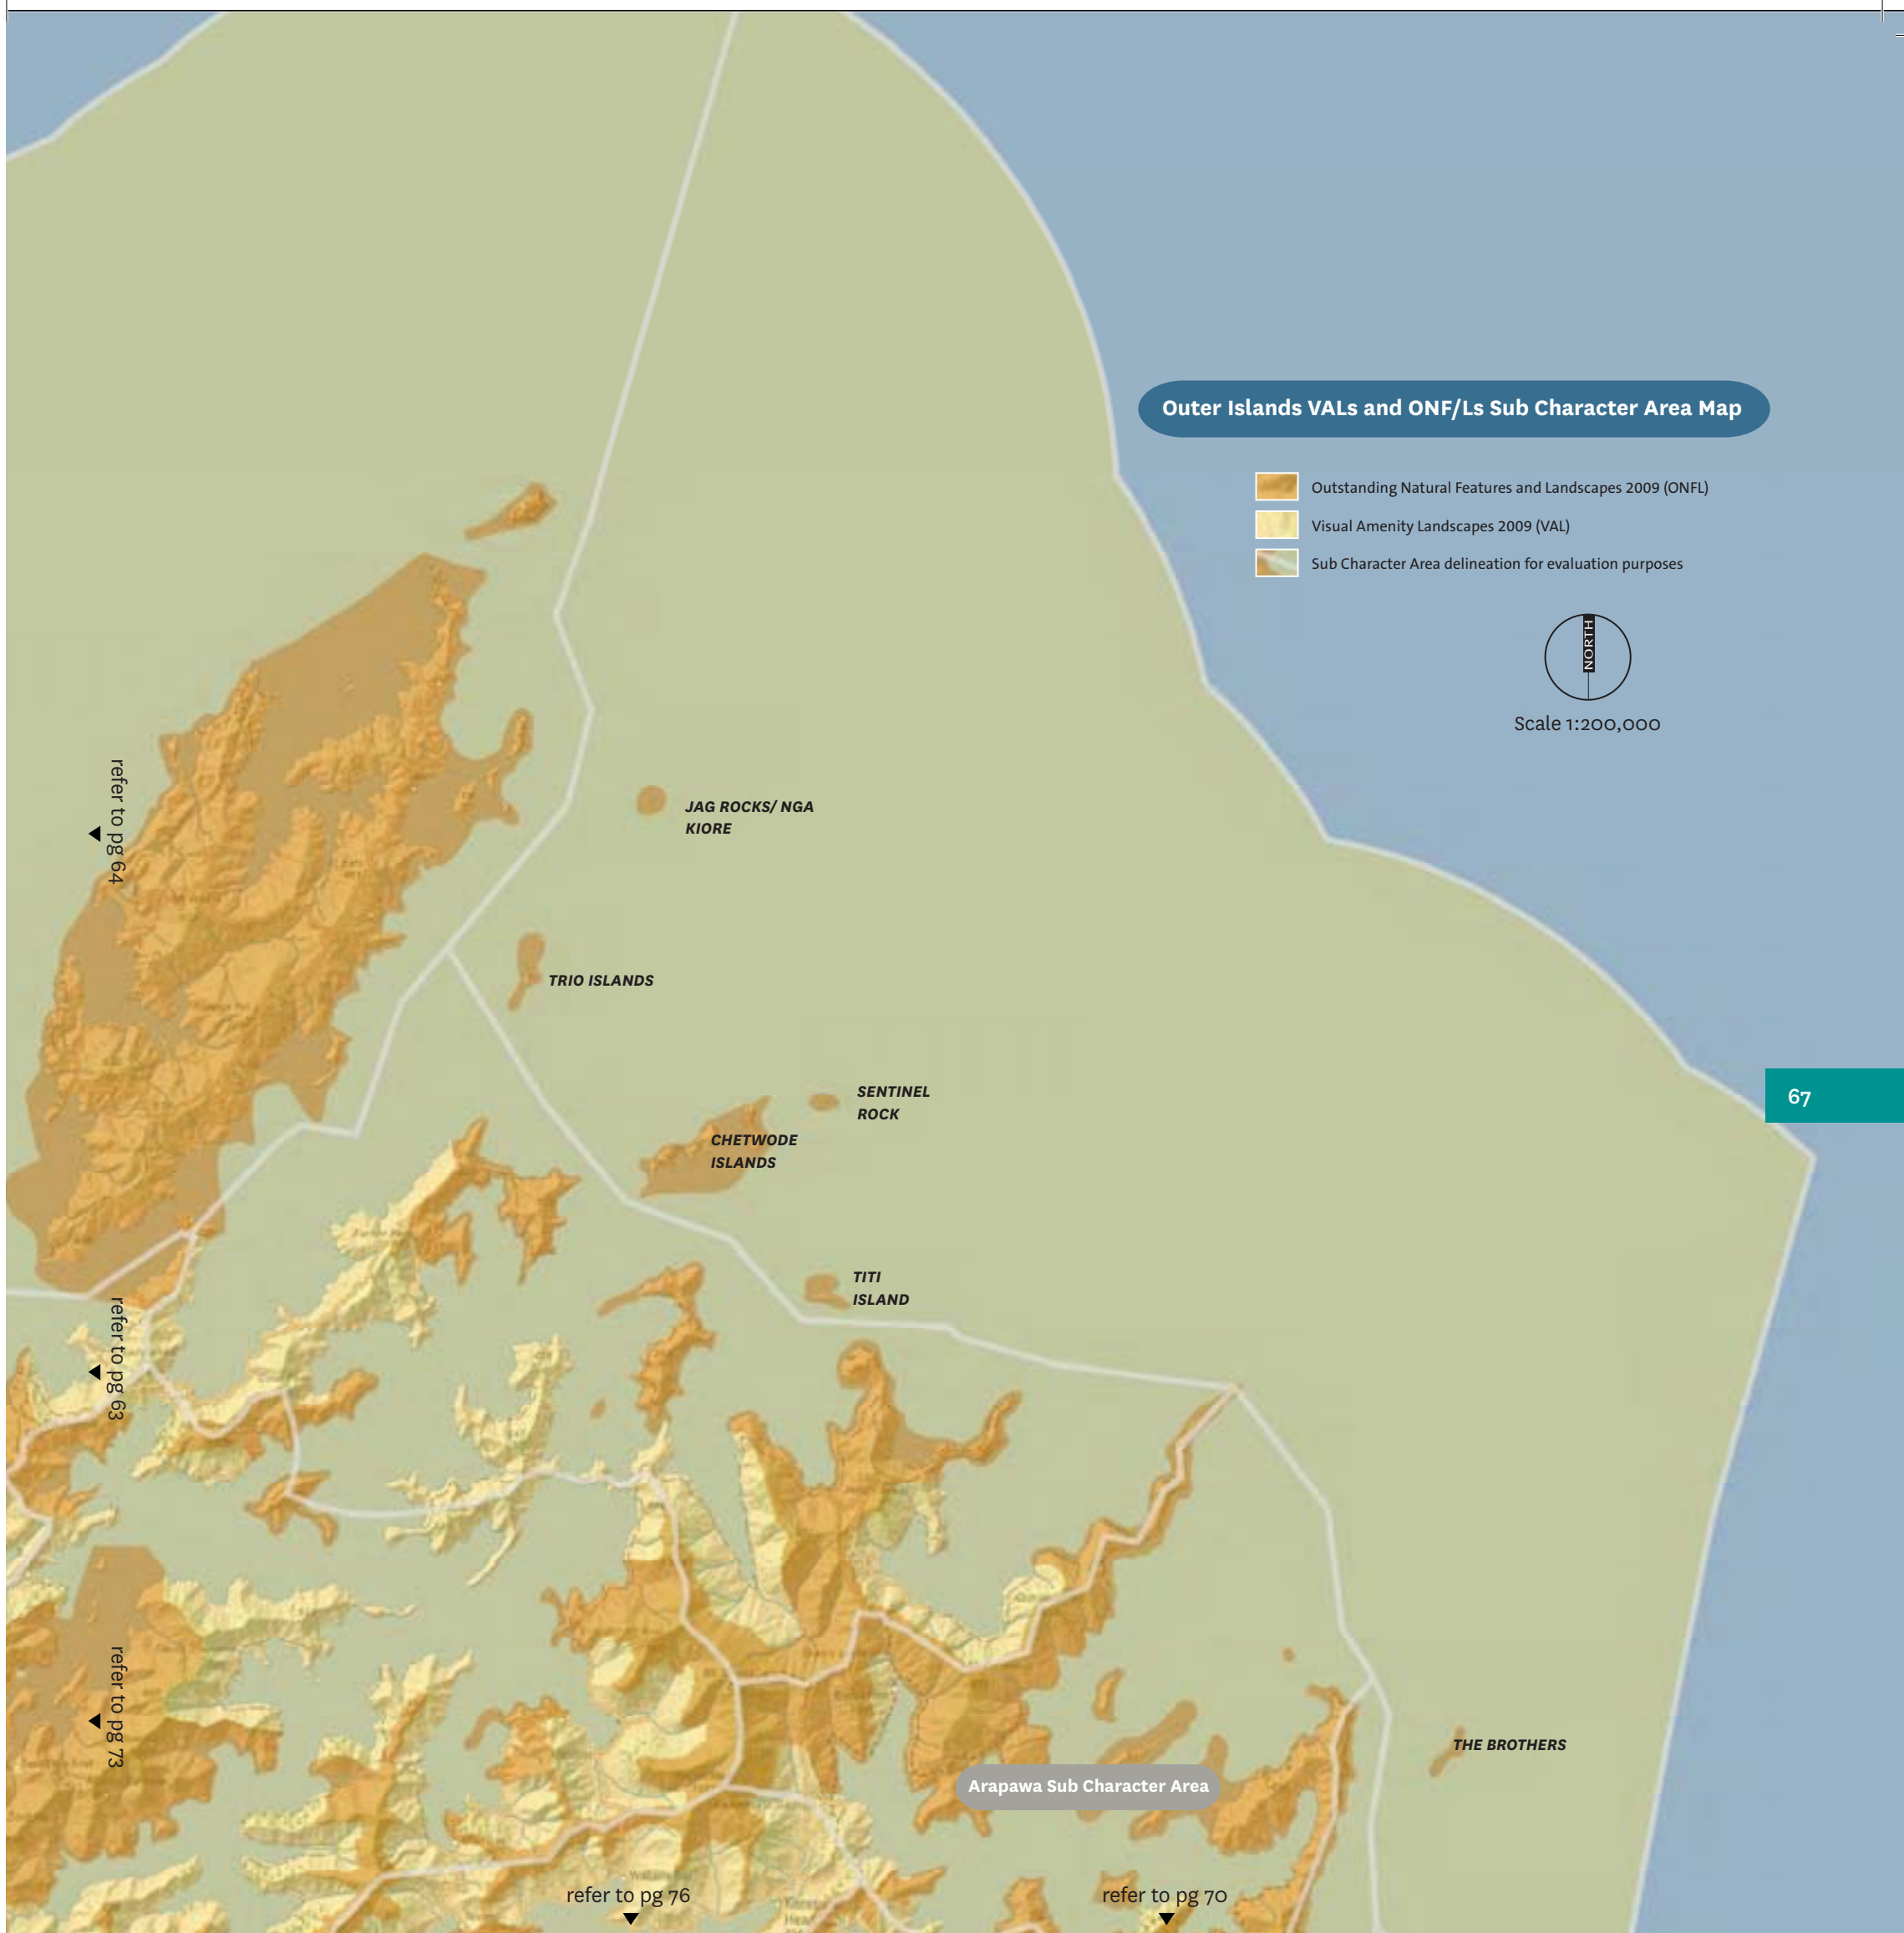 Outer Islands VALs and ONF/Ls Sub Character Area Map
Outstanding Natural Features and Landscapes 2009 (ONFL)
Visual Amenity Landscapes 2009 (VAL)
Sub Character Area delineation for evaluation purposes
NORTH
Scale 1:200,000
refer to pg 64
JAG ROCKS/ NGA
KIORE
TRIO ISLANDS
SENTINEL
ROCK
CHETWODE
ISLANDS
67
TITI
ISLAND
refer to pg 63
refer to pg 73
THE BROTHERS
Arapawa Sub Character Area
refer to pg 76
refer to pg 70